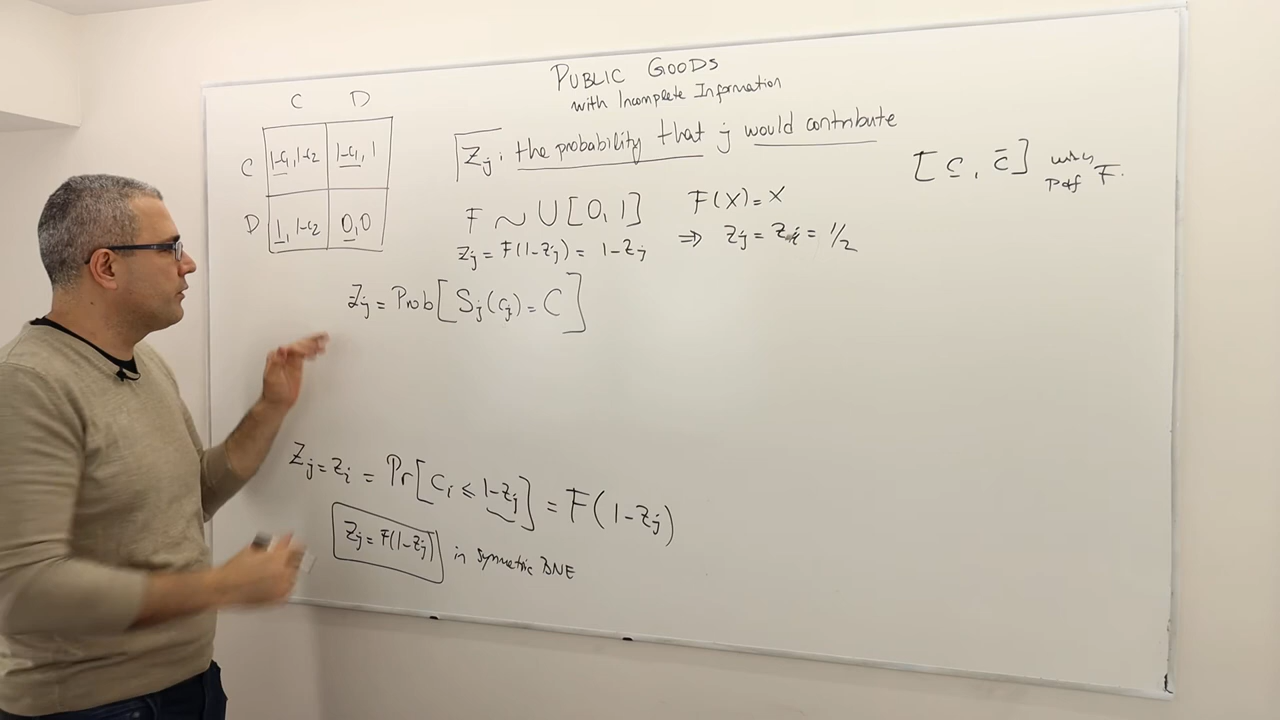 PUBLIC GOODS
with Incomplete Information
C D
C 1-c1, 1-c2 1-c1, 1
D 1, 1-c2 0,0
Zj: the probability that j would contribute
[c, c̄] with
pdf F.
F ~ U[0,1] F(x)=x
Zj = F(1-Zj) = 1-Zj ⇒ Zj = Zi = 1/2
Zj = Prob[Sj(cj) = C]
Zj = Zi = Pr[ci ≤ 1-Zj] = F(1-Zj)
Zj = F(1-Zj) in symmetric BNE